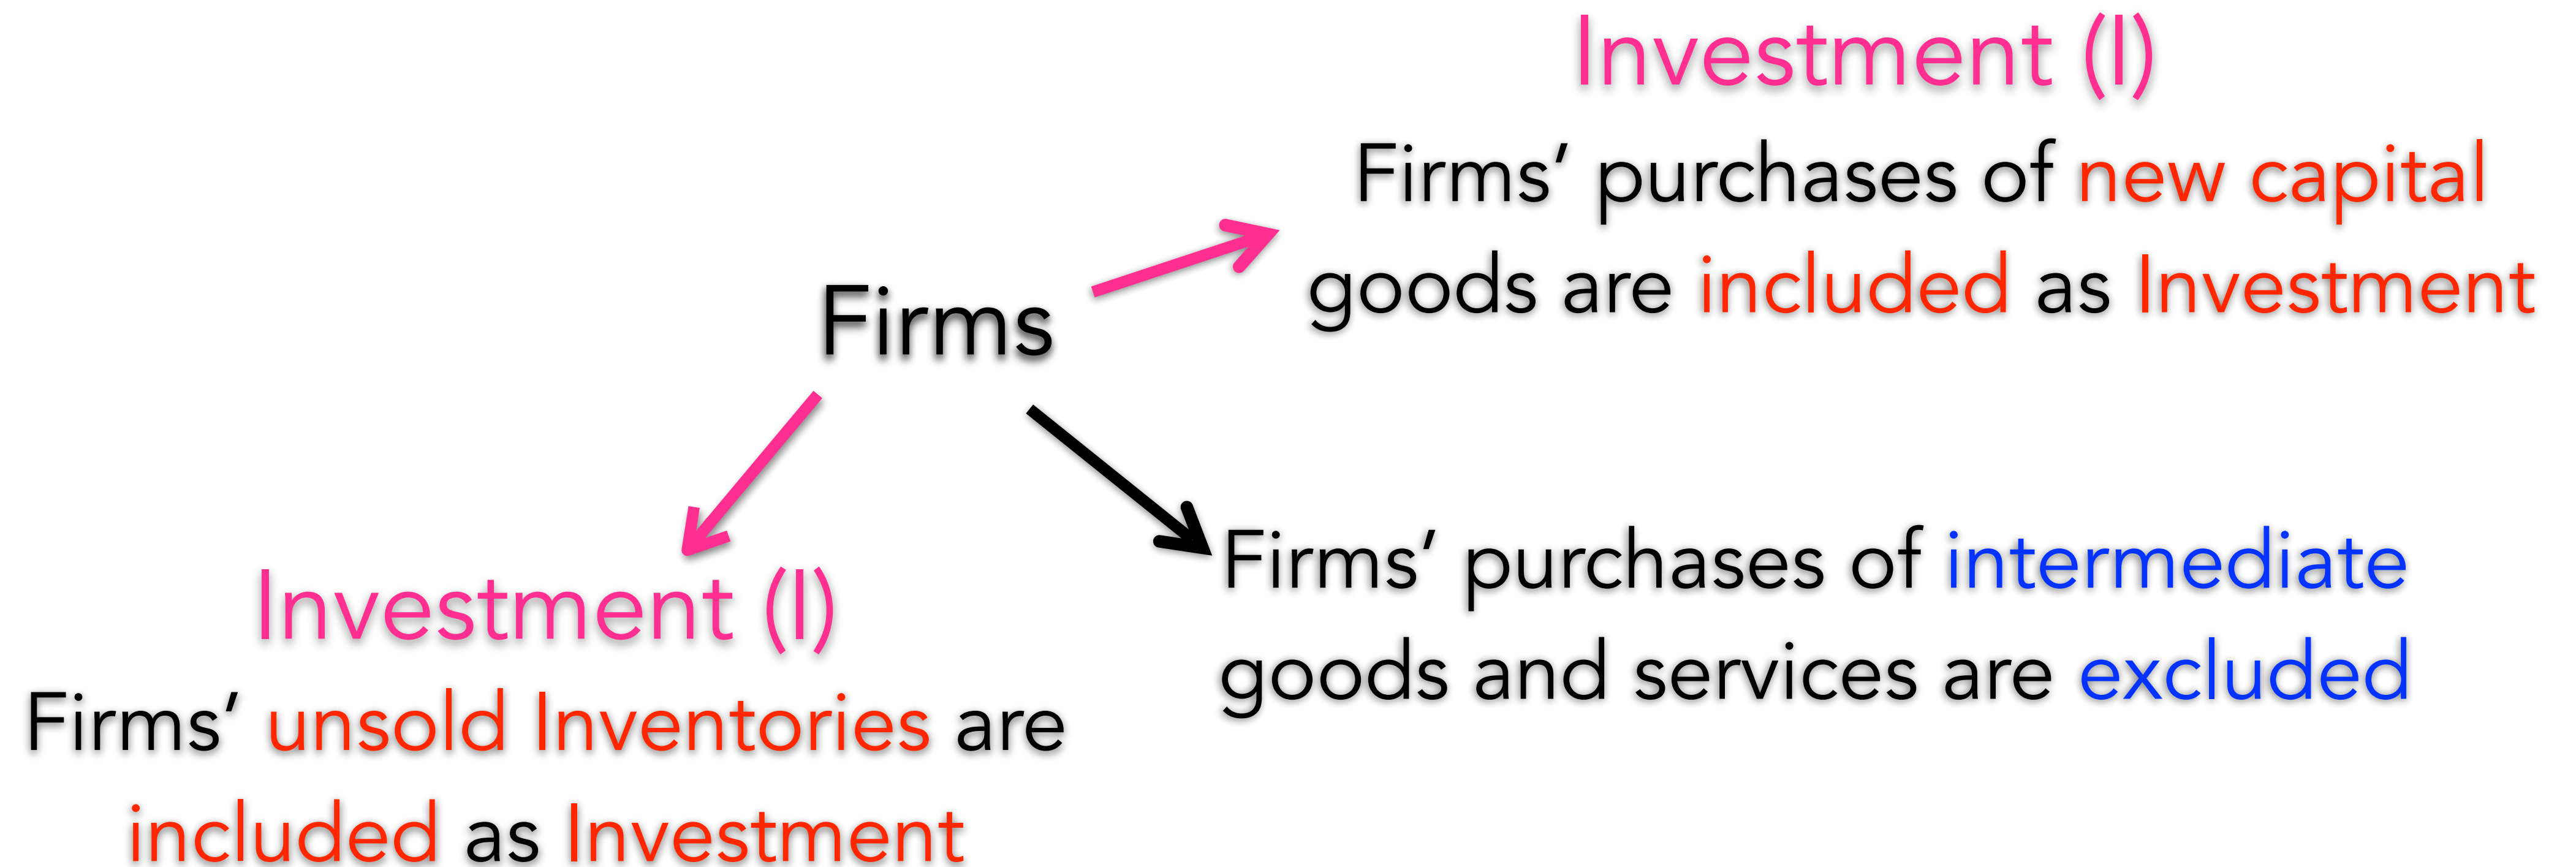 Investment (I)
Firms’ purchases of new capital
goods are included as Investment
Firms
Firms’ purchases of intermediate
goods and services are excluded
Investment (I)
Firms’ unsold Inventories are
included as Investment